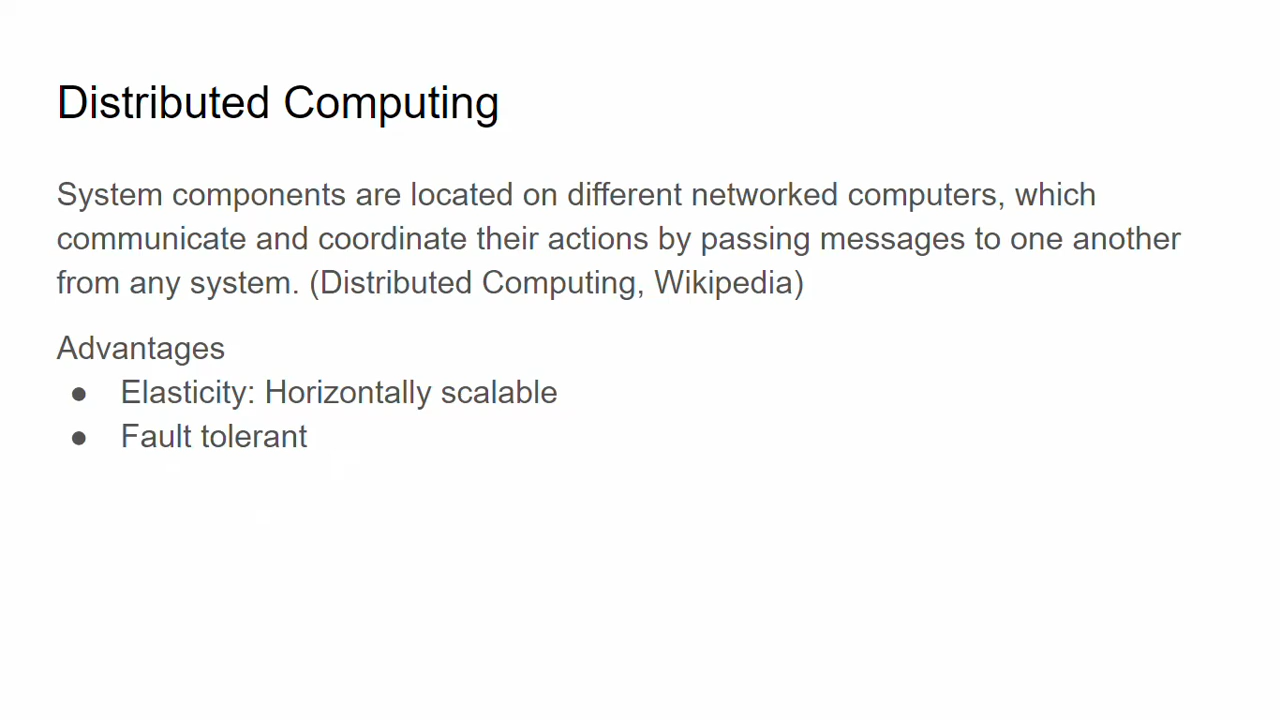 Distributed Computing
System components are located on different networked computers, which
communicate and coordinate their actions by passing messages to one another
from any system. (Distributed Computing, Wikipedia)
Advantages
● Elasticity: Horizontally scalable
● Fault tolerant